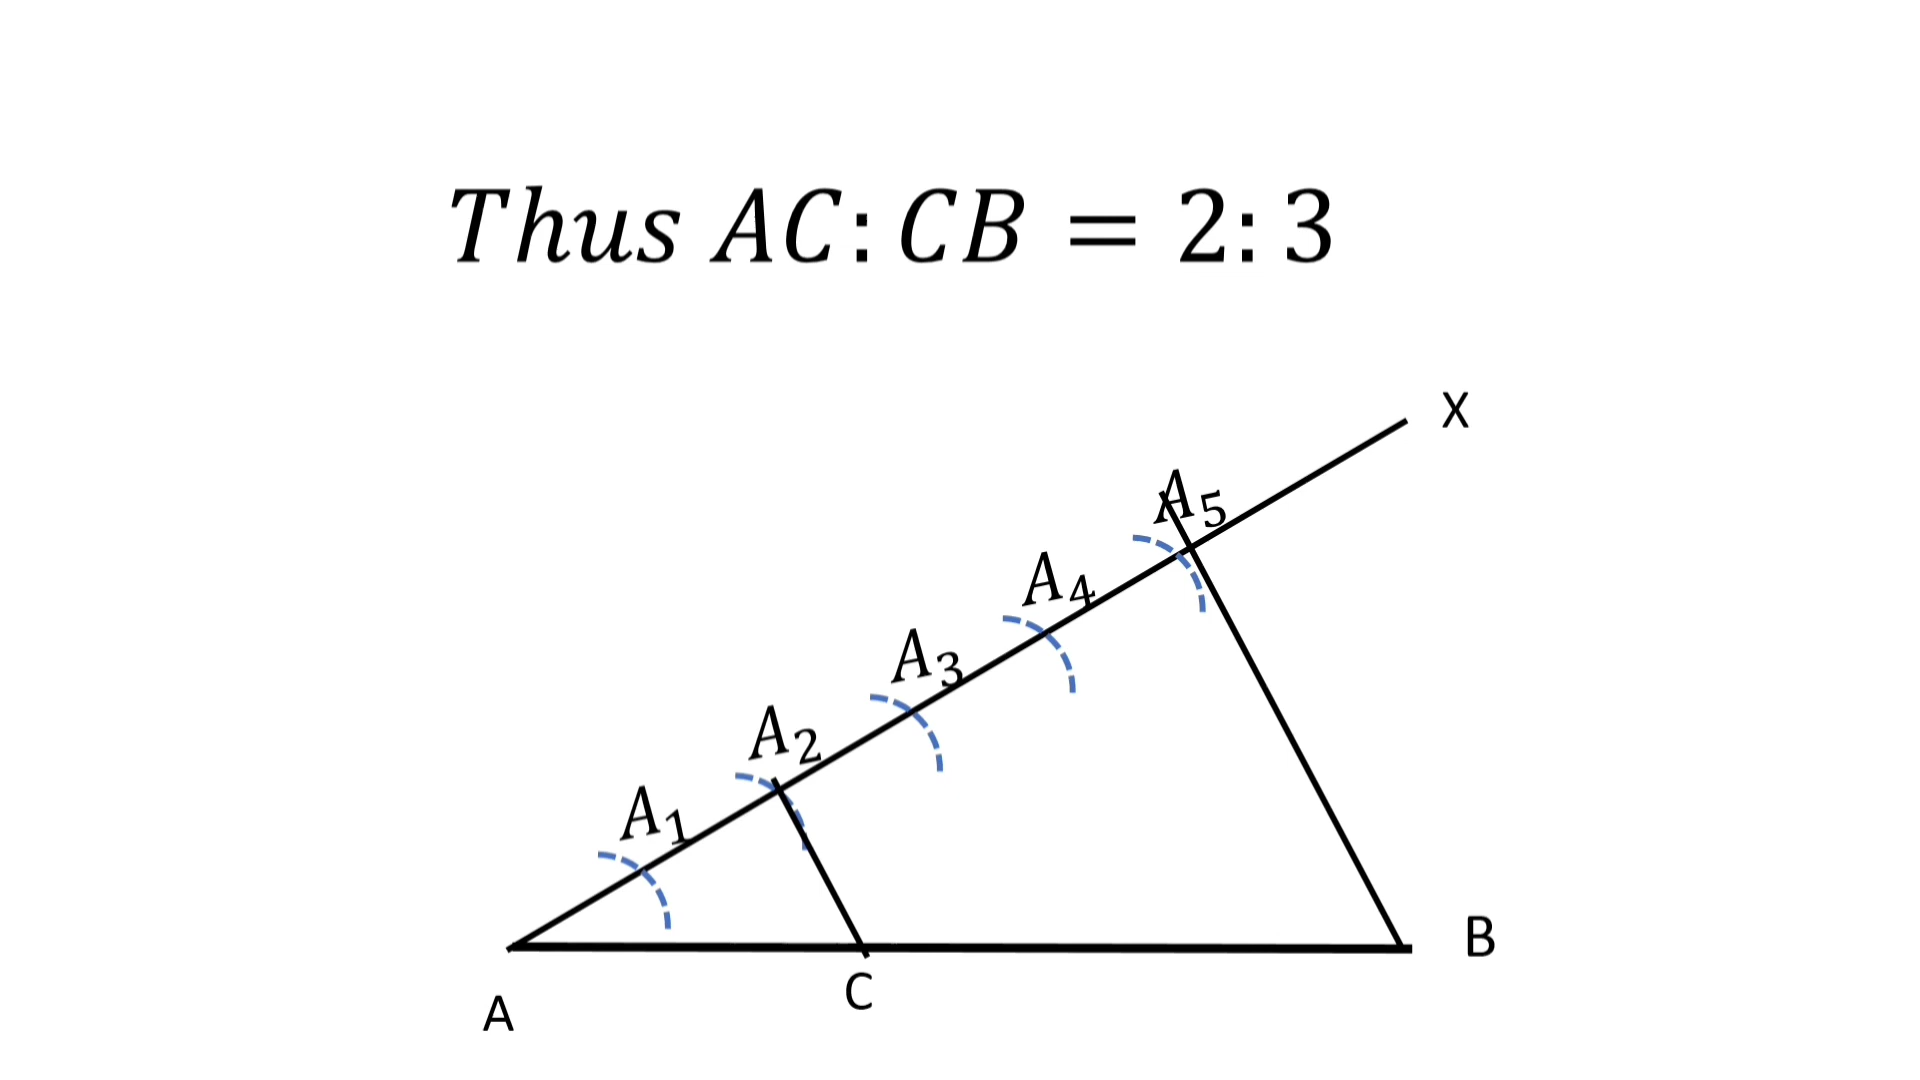 Thus AC: CB = 2: 3
X
A₅
A₄
A₃
A₂
A₁
B
C
A